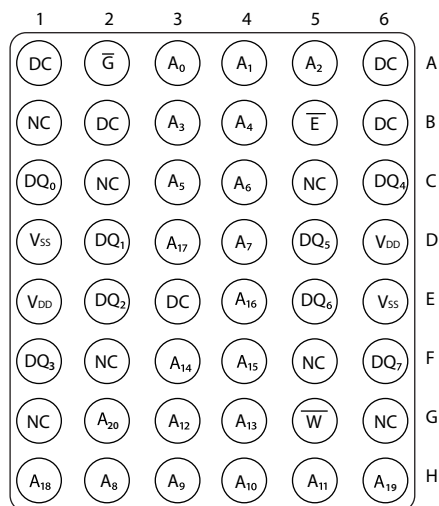 1 2 3 4 5 6
DC G̅ A₀ A₁ A₂ DC A
NC DC A₃ A₄ E̅ DC B
DQ₀ NC A₅ A₆ NC DQ₄ C
VSS DQ₁ A₁₇ A₇ DQ₅ VDD D
VDD DQ₂ DC A₁₆ DQ₆ VSS E
DQ₃ NC A₁₄ A₁₅ NC DQ₇ F
NC A₂₀ A₁₂ A₁₃ W̅ NC G
A₁₈ A₈ A₉ A₁₀ A₁₁ A₁₉ H